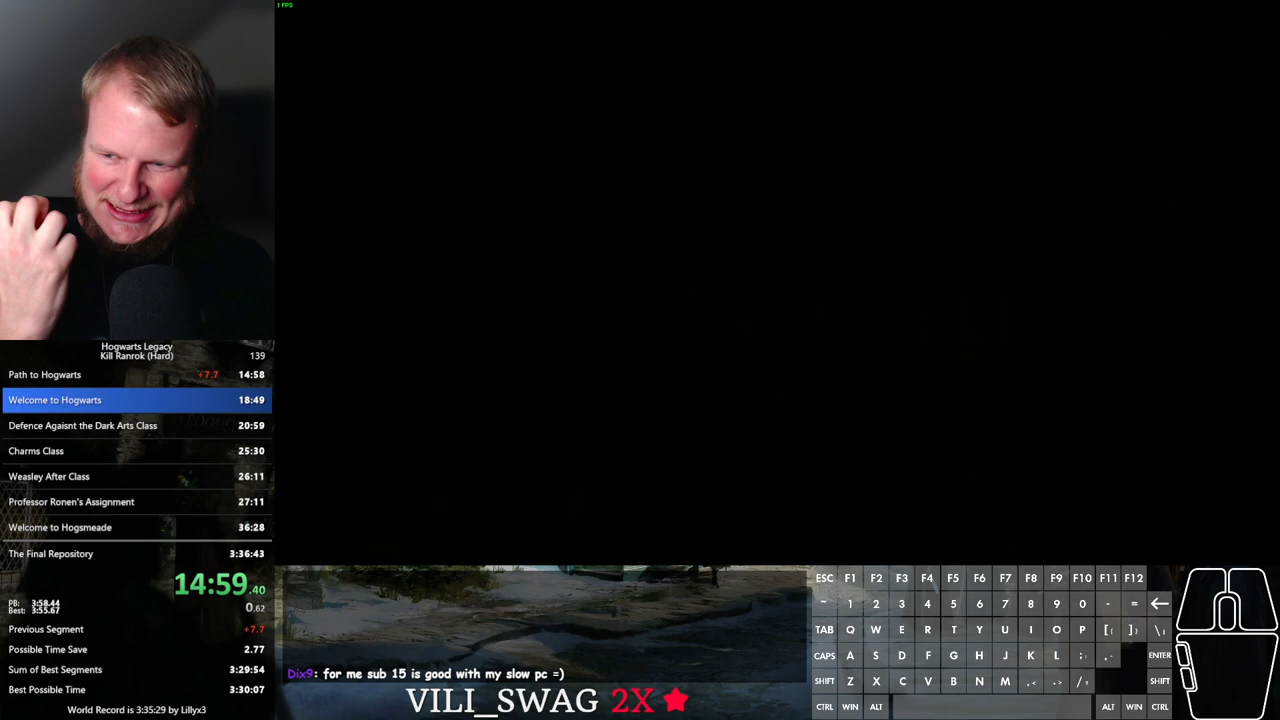 1 FPS
Hogwarts Legacy
Kill Ranrok (Hard) 139
Path to Hogwarts +7.7 14:58
Welcome to Hogwarts 18:49
Defence Agaisnt the Dark Arts Class 20:59
Charms Class 25:30
Weasley After Class 26:11
Professor Ronen's Assignment 27:11
Welcome to Hogsmeade 36:28
The Final Repository 3:36:43
14:59.40
PB: 3:58.44
Best: 3:55.67
0.62
Previous Segment +7.7
Possible Time Save 2.77
Sum of Best Segments 3:29:54
Best Possible Time 3:30:07
World Record is 3:35:29 by Lillyx3
Dix9: for me sub 15 is good with my slow pc =)
VILI_SWAG 2X
ESC F1 F2 F3 F4 F5 F6 F7 F8 F9 F10 F11 F12
~ 1 2 3 4 5 6 7 8 9 0 - = ←
TAB Q W E R T Y U I O P [{ ]} \|
CAPS A S D F G H J K L ;: ,- ENTER
SHIFT Z X C V B N M ,< .> /? SHIFT
CTRL WIN ALT ALT WIN CTRL